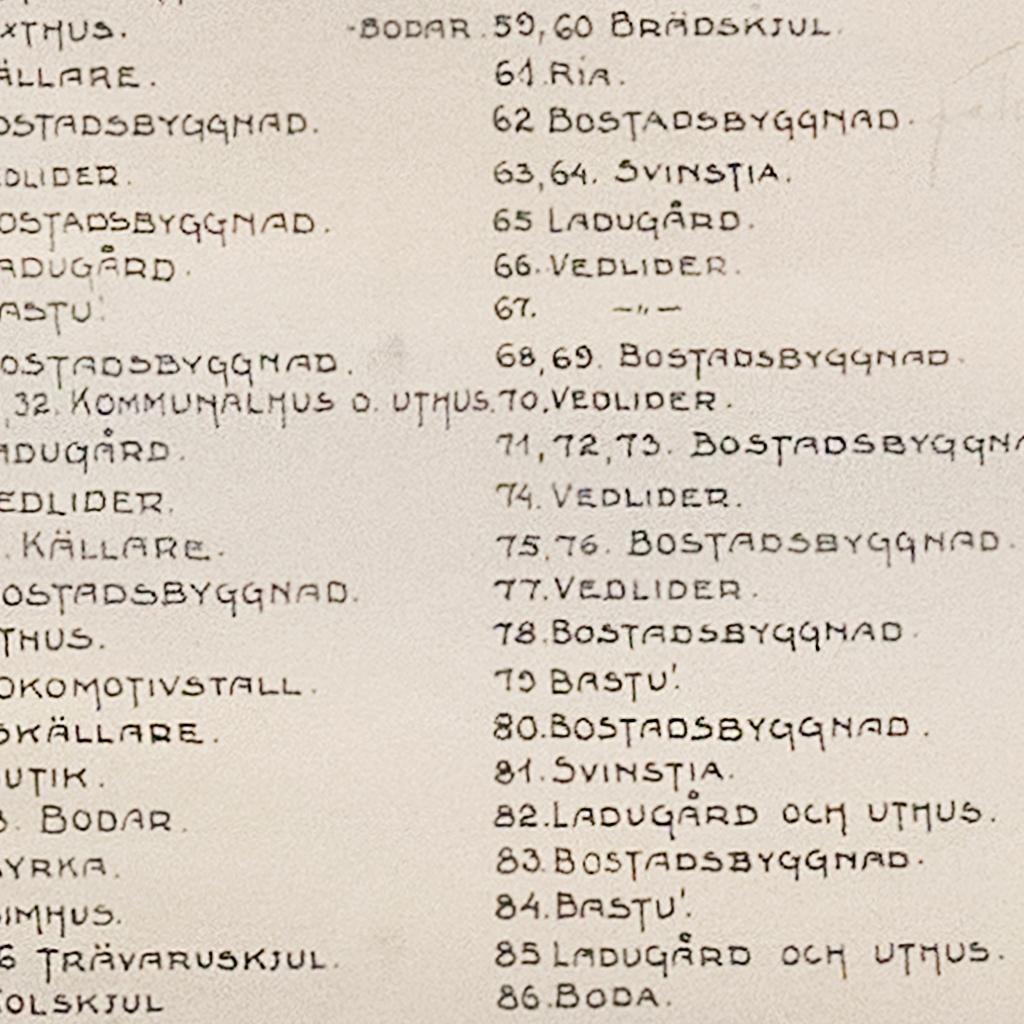 XTHUS.
ÄLLARE.
OSTADSBYGGNAD.
DLIDER.
OSTADSBYGGNAD.
ADUGÅRD.
ASTU'.
OSTADSBYGGNAD.
32. KOMMUNALHUS O. UTHUS.
ADUGÅRD.
EDLIDER.
. KÄLLARE.
OSTADSBYGGNAD.
THUS.
OKOMOTIVSTALL.
SKÄLLARE.
UTIK.
3. BODAR.
YRKA.
IMHUS.
6 TRÄVARUSKJUL.
OLSKJUL
-BODAR. 59, 60 BRÄDSKJUL.
61. RIA.
62 BOSTADSBYGGNAD.
63, 64. SVINSTIA.
65 LADUGÅRD.
66. VEDLIDER.
67. —"—
68, 69. BOSTADSBYGGNAD.
70. VEDLIDER.
71, 72, 73. BOSTADSBYGGNA
74. VEDLIDER.
75, 76. BOSTADSBYGGNAD.
77. VEDLIDER.
78. BOSTADSBYGGNAD.
79 BASTU'.
80. BOSTADSBYGGNAD.
81. SVINSTIA.
82. LADUGÅRD OCH UTHUS.
83. BOSTADSBYGGNAD.
84. BASTU'.
85 LADUGÅRD OCH UTHUS.
86. BODA.